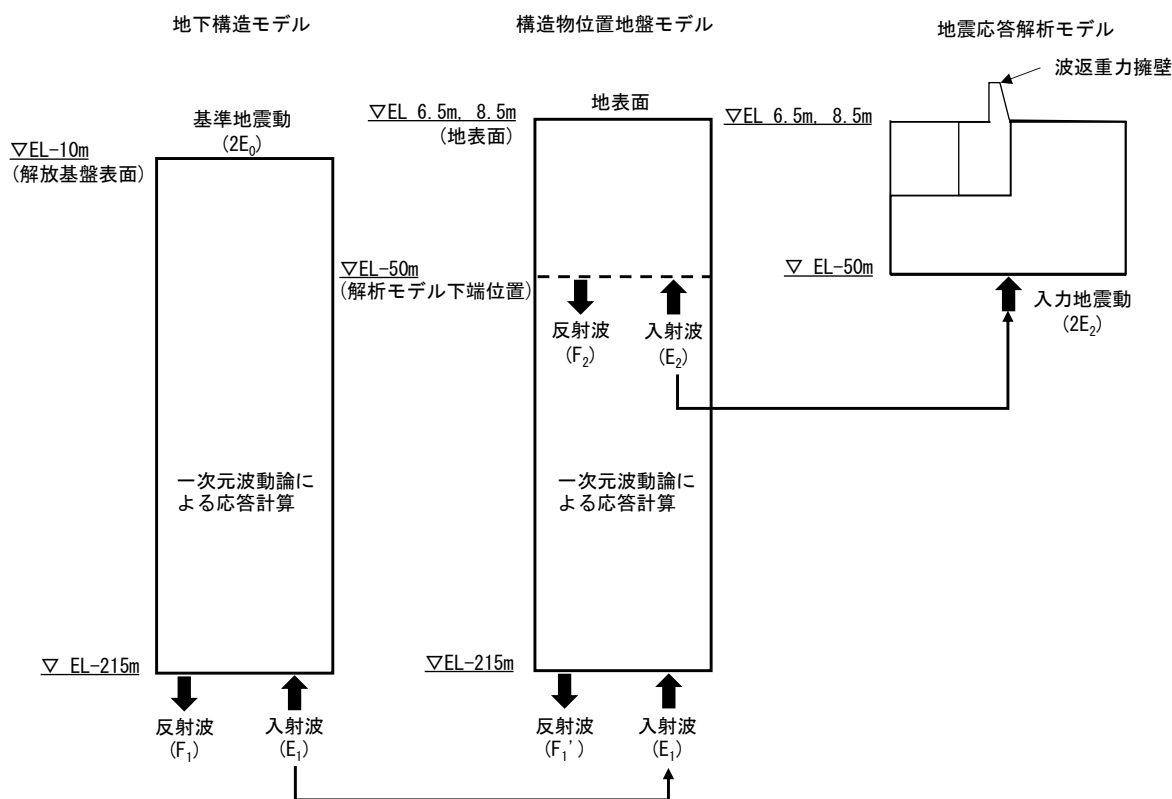 地下構造モデル
構造物位置地盤モデル
地震応答解析モデル
波返重力擁壁
基準地震動
(2E₀)
▽EL-10m
(解放基盤表面)
▽EL 6.5m, 8.5m
(地表面)
地表面
▽EL 6.5m, 8.5m
▽EL-50m
(解析モデル下端位置)
▽ EL-50m
反射波
(F₂)
入射波
(E₂)
入力地震動
(2E₂)
一次元波動論に
よる応答計算
一次元波動論に
よる応答計算
▽ EL-215m
▽EL-215m
反射波
(F₁)
入射波
(E₁)
反射波
(F₁')
入射波
(E₁)